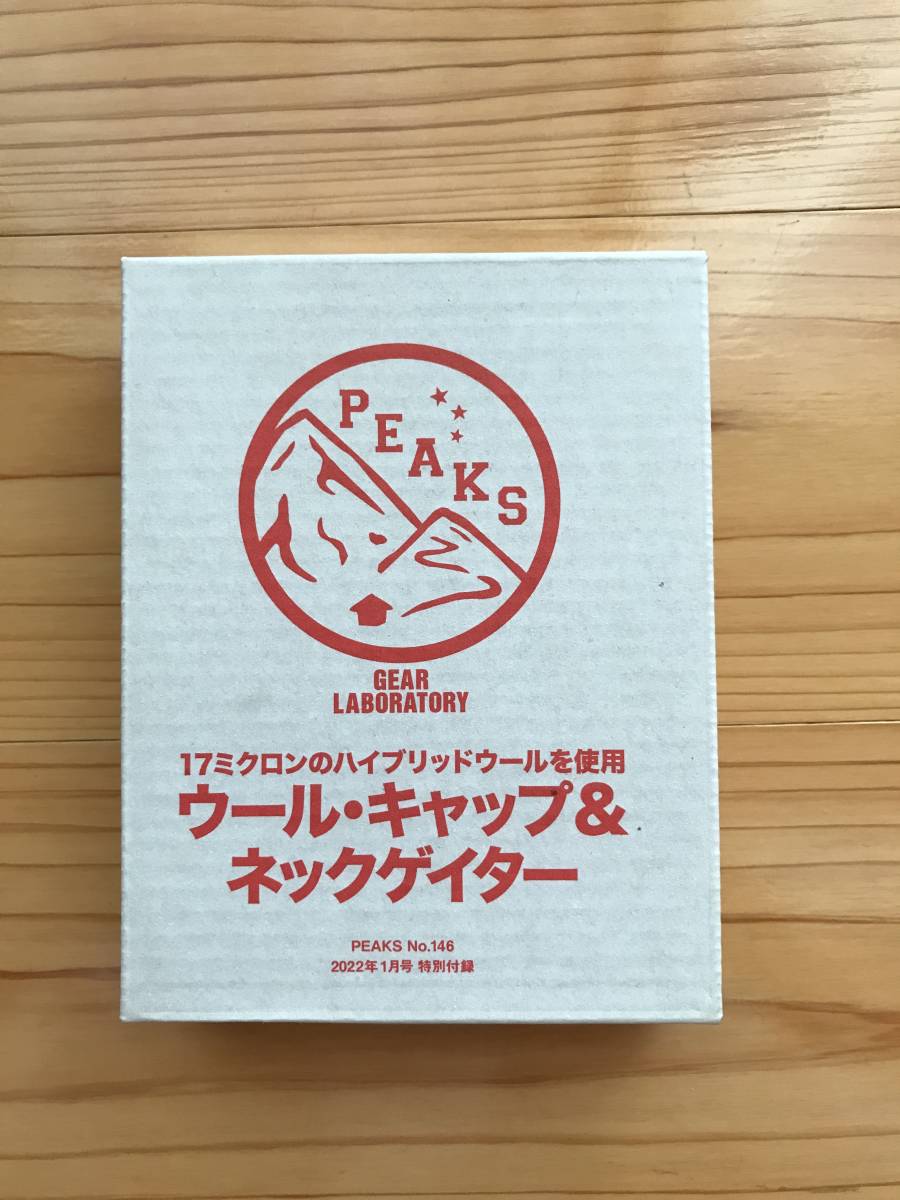 PEAKS
GEAR
LABORATORY
17ミクロンのハイブリッドウールを使用
ウール・キャップ&
ネックゲイター
PEAKS No.146
2022年1月号 特別付録